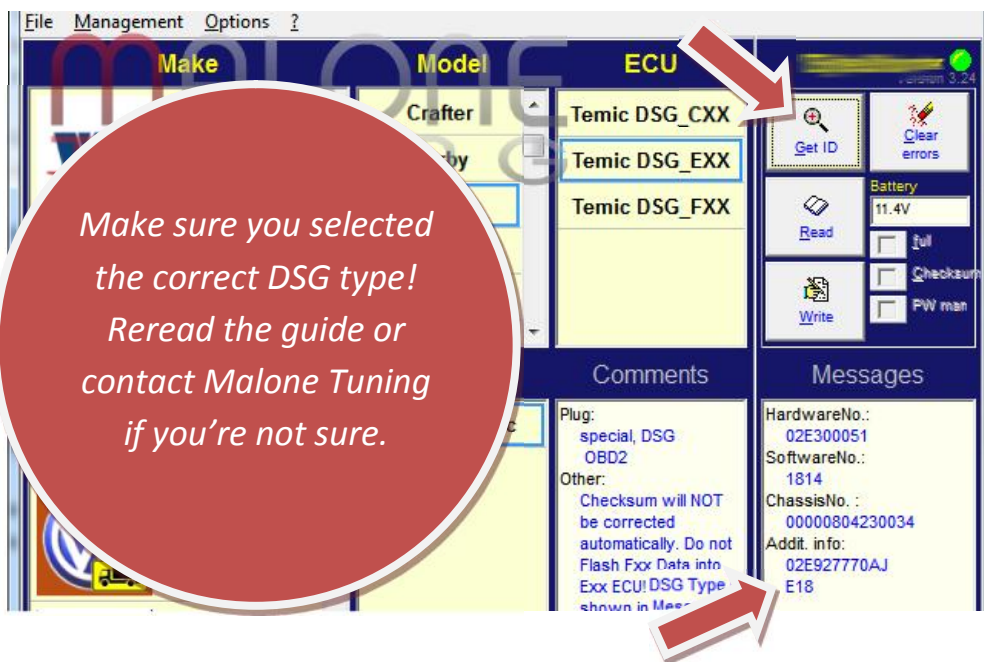 File Management Options ?
malone
Make
Model
ECU
version 3.24
Crafter
Temic DSG_CXX
Temic DSG_EXX
Temic DSG_FXX
Get ID
Clear
errors
Battery
11.4V
Read
full
Checksum
PW man
Write
Make sure you selected
the correct DSG type!
Reread the guide or
contact Malone Tuning
if you're not sure.
Comments
Plug:
special, DSG
OBD2
Other:
Checksum will NOT
be corrected
automatically. Do not
Flash Fxx Data into
Exx ECU! DSG Type
shown in
Messages
HardwareNo.:
02E300051
SoftwareNo.:
1814
ChassisNo. :
00000804230034
Addit. info:
02E927770AJ
E18